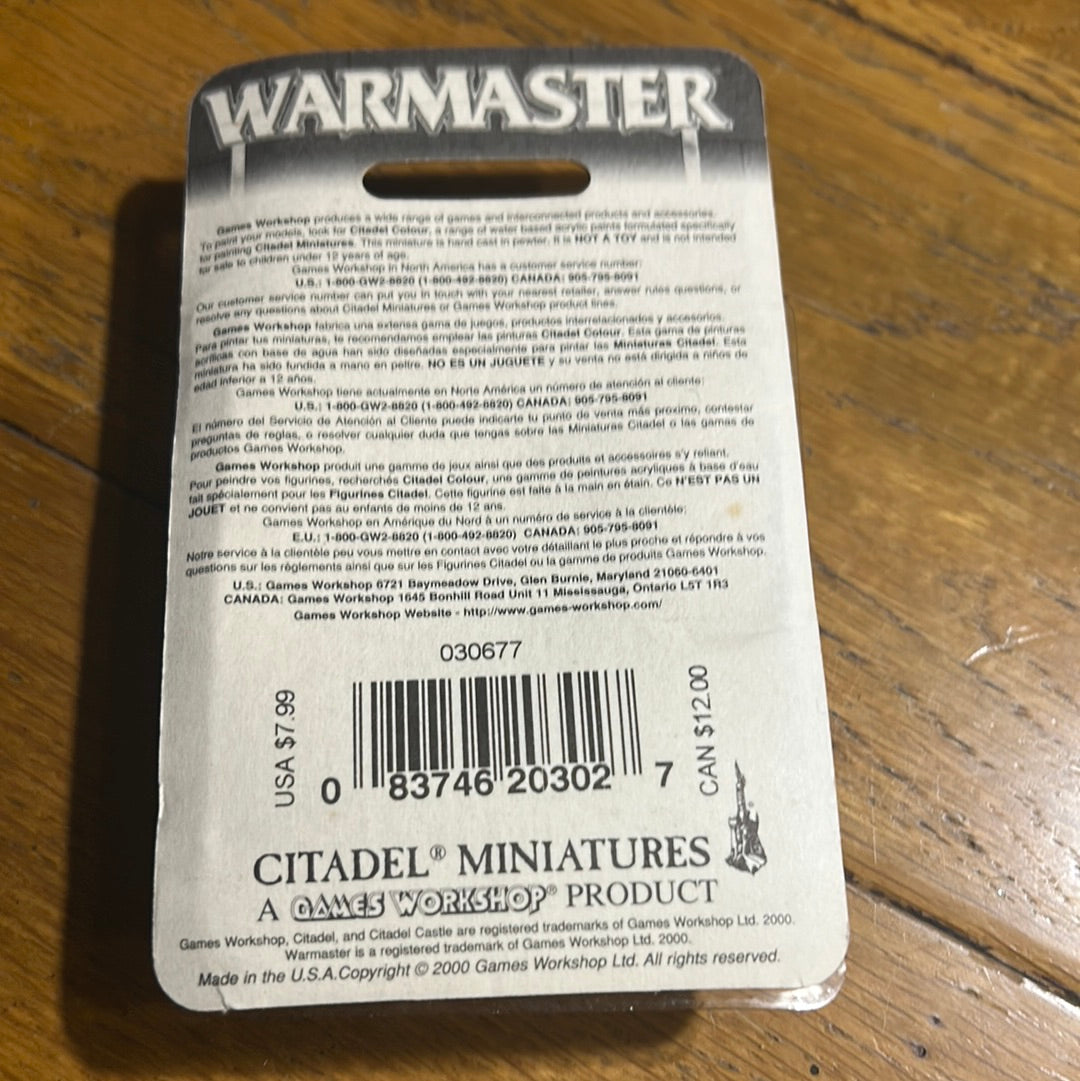 WARMASTER
Games Workshop produces a wide range of games and interconnected products and accessories.
To paint your models, look for Citadel Colour, a range of water based acrylic paints formulated specifically
for painting Citadel Miniatures. This miniature is hand cast in pewter. It is NOT A TOY and is not intended
for sale to children under 12 years of age.
Games Workshop in North America has a customer service number:
U.S.: 1-800-GW2-8820 (1-800-492-8820) CANADA: 905-795-8091
Our customer service number can put you in touch with your nearest retailer, answer rules questions, or
resolve any questions about Citadel Miniatures or Games Workshop product lines.
Games Workshop fabrica una extensa gama de juegos, productos interrelacionados y accesorios.
Para pintar tus miniaturas, te recomendamos emplear las pinturas Citadel Colour. Esta gama de pinturas
acrílicas con base de agua han sido diseñadas especialmente para pintar las Miniaturas Citadel. Esta
miniatura ha sido fundida a mano en peltre. NO ES UN JUGUETE y su venta no está dirigida a niños de
edad inferior a 12 años.
Games Workshop tiene actualmente en Norte América un número de atención al cliente:
U.S.: 1-800-GW2-8820 (1-800-492-8820) CANADA: 905-795-8091
El número del Servicio de Atención al Cliente puede indicarte tu punto de venta más proximo, contestar
preguntas de reglas, o resolver cualquier duda que tengas sobre las Miniaturas Citadel o las gamas de
productos Games Workshop.
Games Workshop produit une gamme de jeux ainsi que des produits et accessoires s'y reliant.
Pour peindre vos figurines, recherchés Citadel Colour, une gamme de peintures acryliques à base d'eau
fait spécialement pour les Figurines Citadel. Cette figurine est faite à la main en étain. Ce N'EST PAS UN
JOUET et ne convient pas au enfants de moins de 12 ans.
Games Workshop en Amérique du Nord à un numéro de service à la clientèle:
E.U.: 1-800-GW2-8820 (1-800-492-8820) CANADA: 905-795-8091
Notre service à la clientèle peu vous mettre en contact avec votre détaillant le plus proche et répondre à vos
questions sur les règlements ainsi que sur les Figurines Citadel ou la gamme de produits Games Workshop.
U.S.: Games Workshop 6721 Baymeadow Drive, Glen Burnie, Maryland 21060-6401
CANADA: Games Workshop 1645 Bonhill Road Unit 11 Mississauga, Ontario L5T 1R3
Games Workshop Website - http://www.games-workshop.com/
030677
USA $7.99
CAN $12.00
0 83746 20302 7
CITADEL® MINIATURES
A GAMES WORKSHOP® PRODUCT
Games Workshop, Citadel, and Citadel Castle are registered trademarks of Games Workshop Ltd. 2000.
Warmaster is a registered trademark of Games Workshop Ltd. 2000.
Made in the U.S.A.Copyright © 2000 Games Workshop Ltd. All rights reserved.